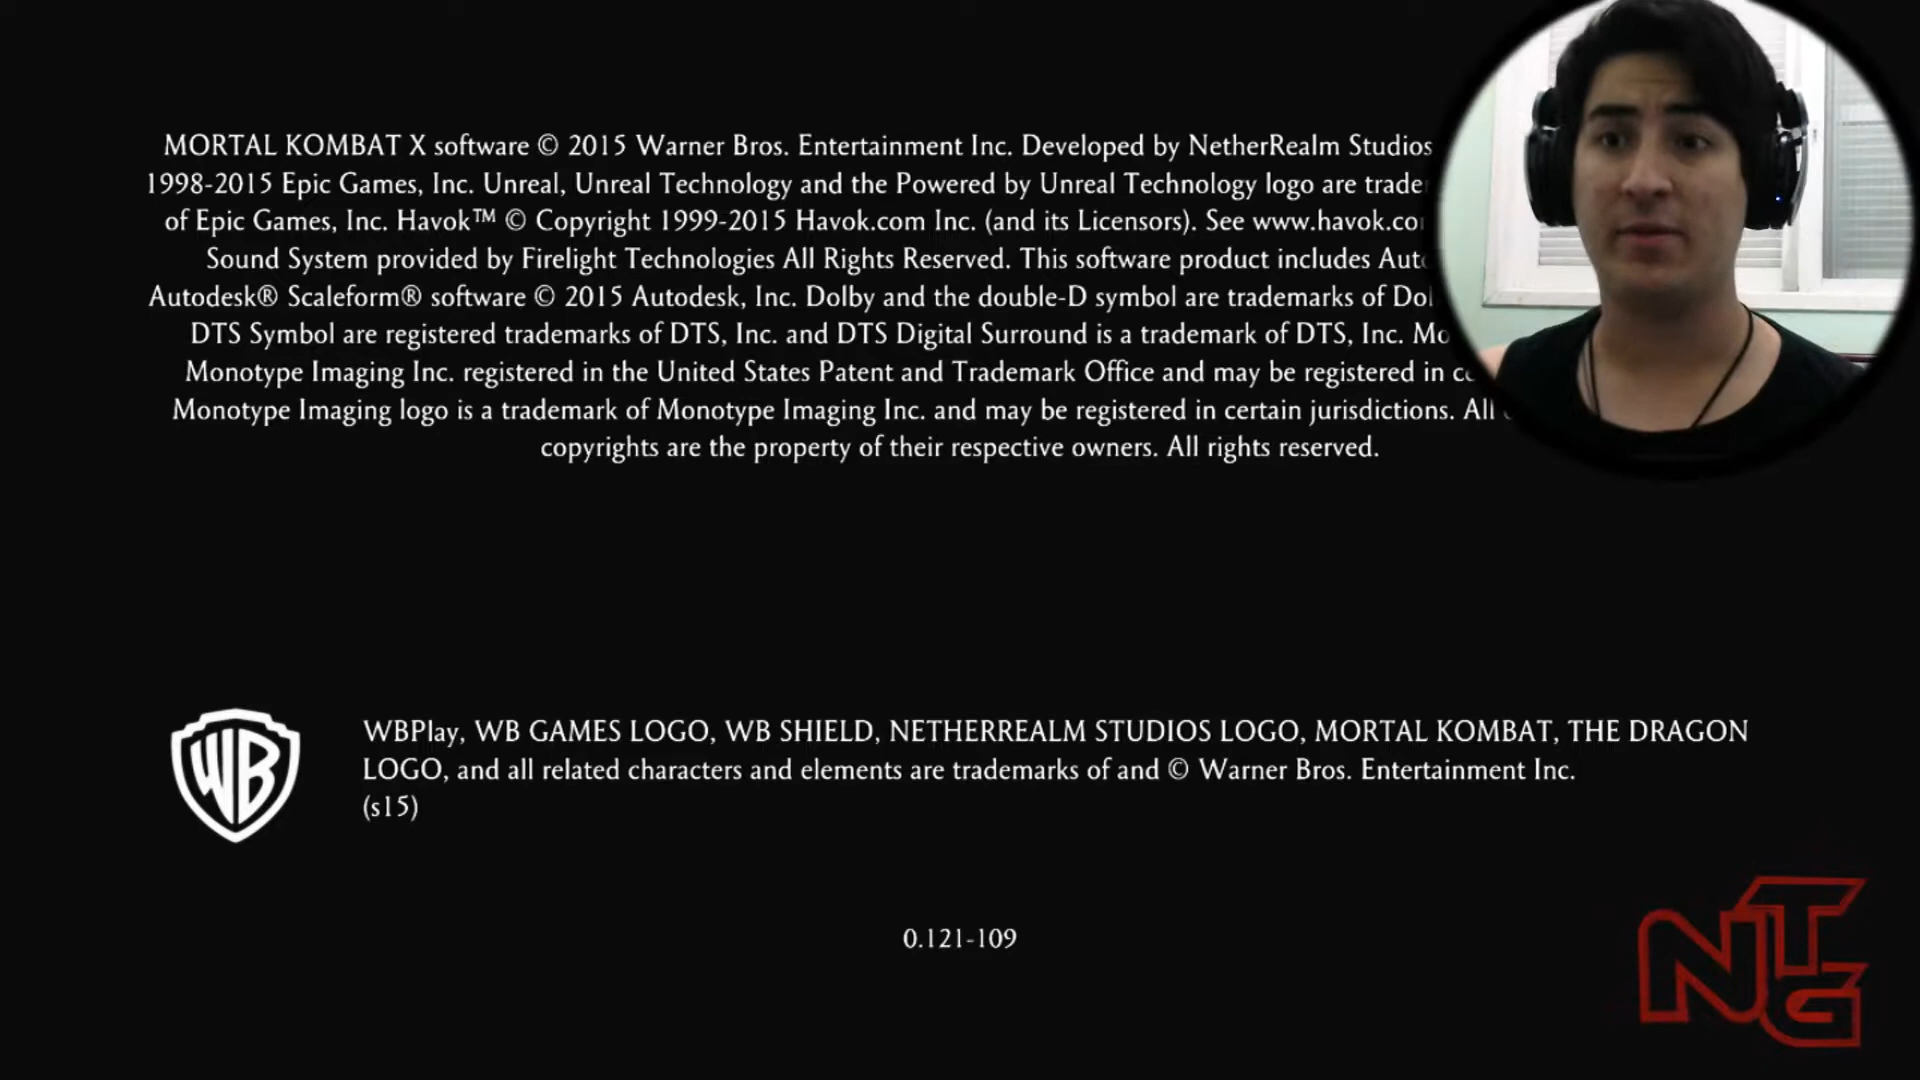 MORTAL KOMBAT X software © 2015 Warner Bros. Entertainment Inc. Developed by NetherRealm Studios
1998-2015 Epic Games, Inc. Unreal, Unreal Technology and the Powered by Unreal Technology logo are
of Epic Games, Inc. Havok™ © Copyright 1999-2015 Havok.com Inc. (and its Licensors). See
Sound System provided by Firelight Technologies All Rights Reserved. This software product includes
Autodesk® Scaleform® software © 2015 Autodesk, Inc. Dolby and the double-D symbol are trademarks of
DTS Symbol are registered trademarks of DTS, Inc. and DTS Digital Surround is a trademark of DTS, Inc.
Monotype Imaging Inc. registered in the United States Patent and Trademark Office and may be registered in
Monotype Imaging logo is a trademark of Monotype Imaging Inc. and may be registered in certain jurisdictions. All
copyrights are the property of their respective owners. All rights reserved.
WB
WBPlay, WB GAMES LOGO, WB SHIELD, NETHERREALM STUDIOS LOGO, MORTAL KOMBAT, THE DRAGON
LOGO, and all related characters and elements are trademarks of and © Warner Bros. Entertainment Inc.
(s15)
0.121-109
NTG